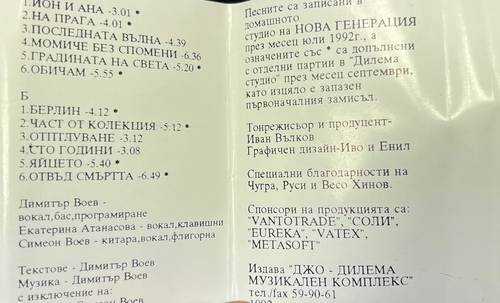 1.ЙОН И АНА -3.01 •
2.НА ПРАГА -4.01 •
3.ПОСЛЕДНАТА ВЪЛНА -4.39
4.МОМИЧЕ БЕЗ СПОМЕНИ -6.36
5.ГРАДИНАТА НА СВЕТА -5.20 •
6.ОБИЧАМ -5.55 •
Б
1.БЕРЛИН -4.12 •
2.ЧАСТ ОТ КОЛЕКЦИЯ -5.12 •
3.ОТПТЛУВАНЕ -3.12
4.СТО ГОДИНИ -3.08
5.ЯЙЦЕТО -5.40 •
6.ОТВЪД СМЪРТТА -6.49 •
Димитър Воев -
вокал,бас,програмиране
Екатерина Атанасова - вокал,клавишни
Симеон Воев - китара,вокал,флигорна
Текстове - Димитър Воев
Музика - Димитър Воев
с изключение на:
Воев
Песните са записани в
домашното
студио на НОВА ГЕНЕРАЦИЯ
през месец юли 1992г., а
означените със * са допълнени
с отделни партии в "Дилема
студио" през месец септември,
като изцяло е запазен
първоначалния замисъл.
Тонрежисьор и продуцент-
Иван Вълков
Графичен дизайн-Иво и Енил
Специални благодарности на
Чугра, Руси и Весо Хинов.
Спонсори на продукцията са:
"VANTOTRADE", "СОЛИ",
"EUREKA", "VATEX",
"METASOFT"
Издава "ДЖО - ДИЛЕМА
МУЗИКАЛЕН КОМПЛЕКС"
тел./fax 59-90-61
1992